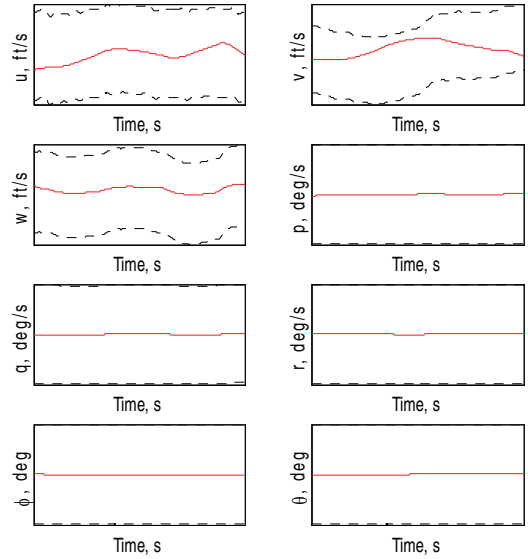 u, ft/s
Time, s
v, ft/s
Time, s
w, ft/s
Time, s
p, deg/s
Time, s
q, deg/s
Time, s
r, deg/s
Time, s
ϕ, deg
Time, s
θ, deg
Time, s